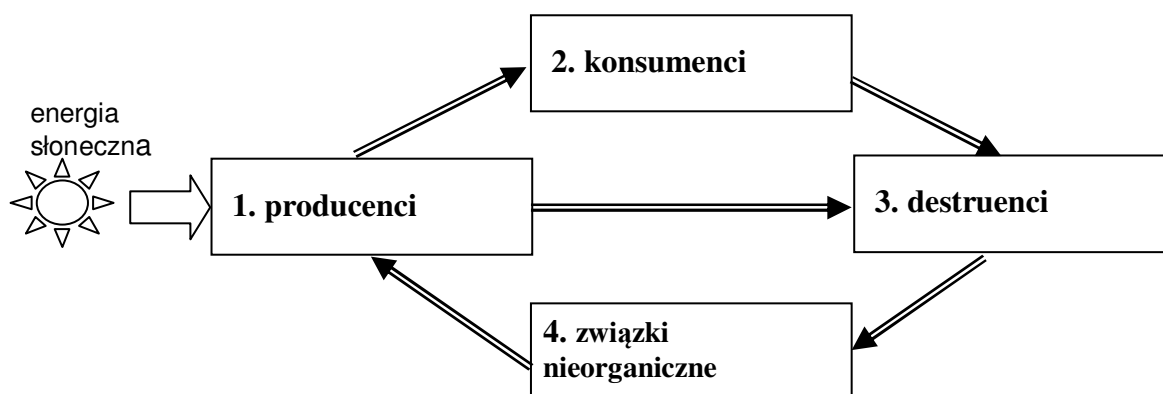 energia
słoneczna
1. producenci
2. konsumenci
3. destruenci
4. związki
nieorganiczne